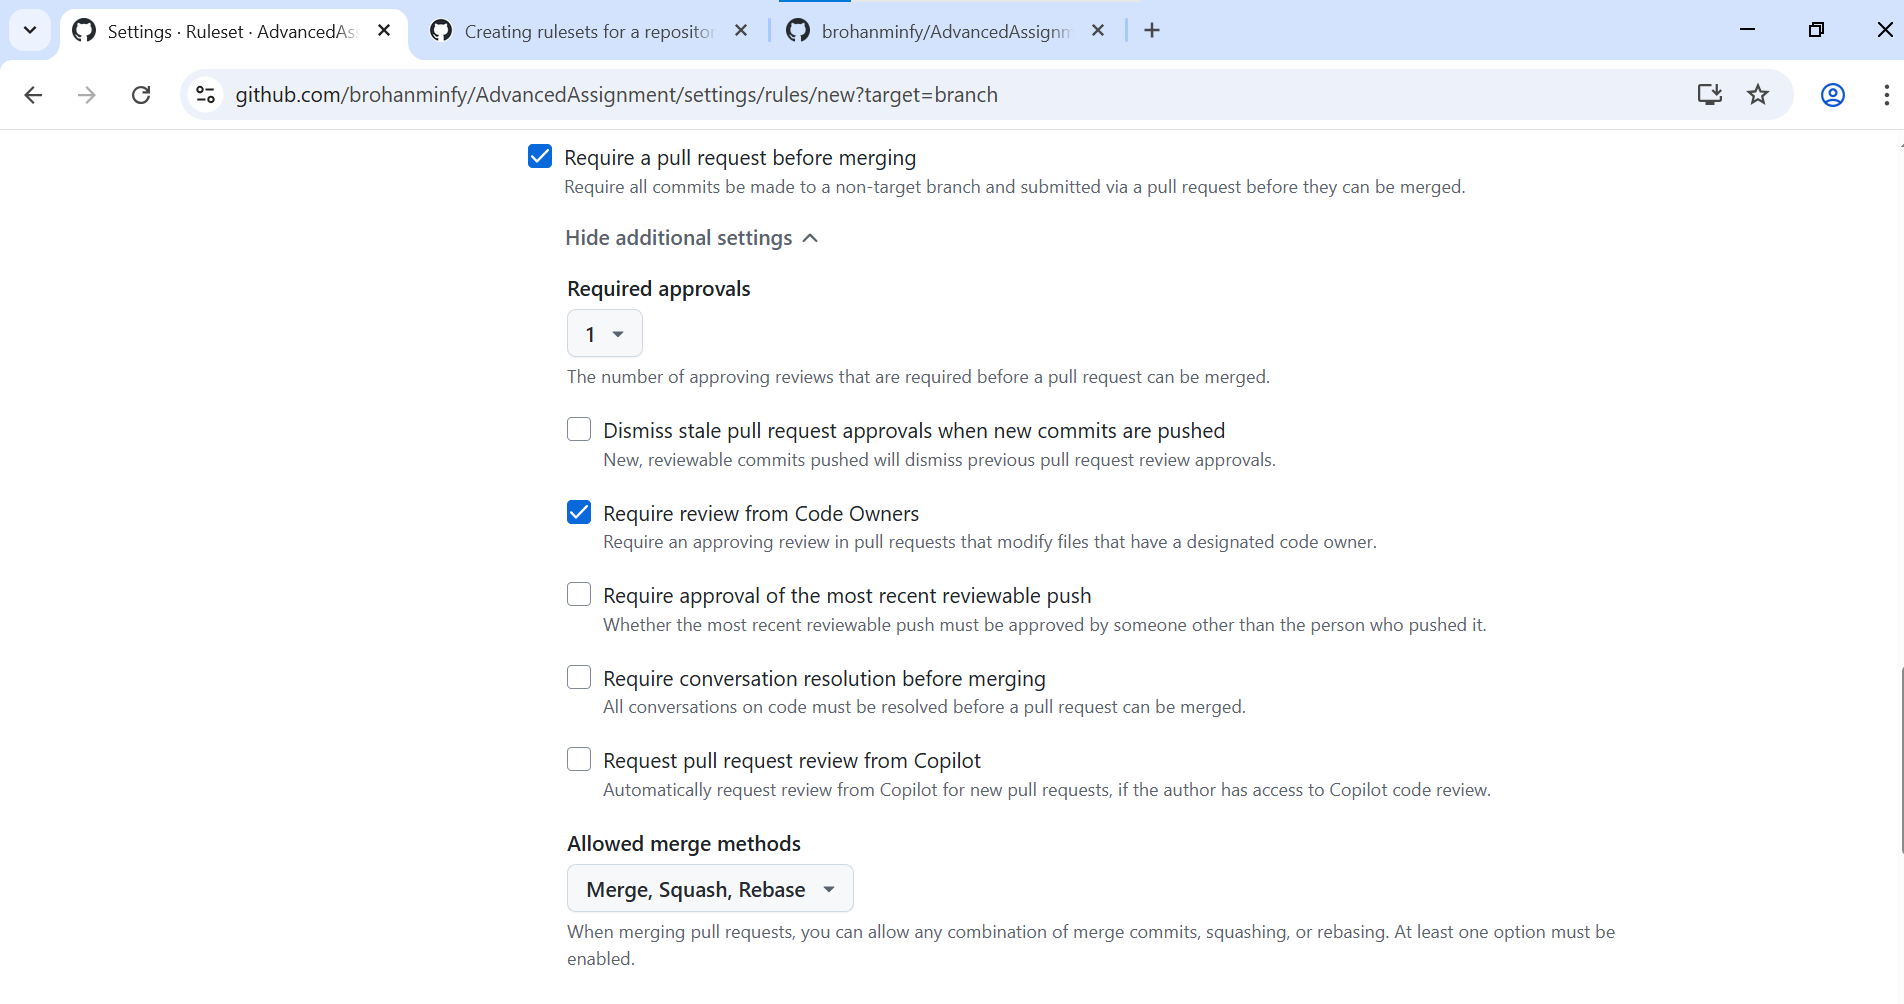 Settings · Ruleset · AdvancedAs
Creating rulesets for a repositor
brohanminfy/AdvancedAssignm
github.com/brohanminfy/AdvancedAssignment/settings/rules/new?target=branch
Require a pull request before merging
Require all commits be made to a non-target branch and submitted via a pull request before they can be merged.
Hide additional settings
Required approvals
1
The number of approving reviews that are required before a pull request can be merged.
Dismiss stale pull request approvals when new commits are pushed
New, reviewable commits pushed will dismiss previous pull request review approvals.
Require review from Code Owners
Require an approving review in pull requests that modify files that have a designated code owner.
Require approval of the most recent reviewable push
Whether the most recent reviewable push must be approved by someone other than the person who pushed it.
Require conversation resolution before merging
All conversations on code must be resolved before a pull request can be merged.
Request pull request review from Copilot
Automatically request review from Copilot for new pull requests, if the author has access to Copilot code review.
Allowed merge methods
Merge, Squash, Rebase
When merging pull requests, you can allow any combination of merge commits, squashing, or rebasing. At least one option must be
enabled.